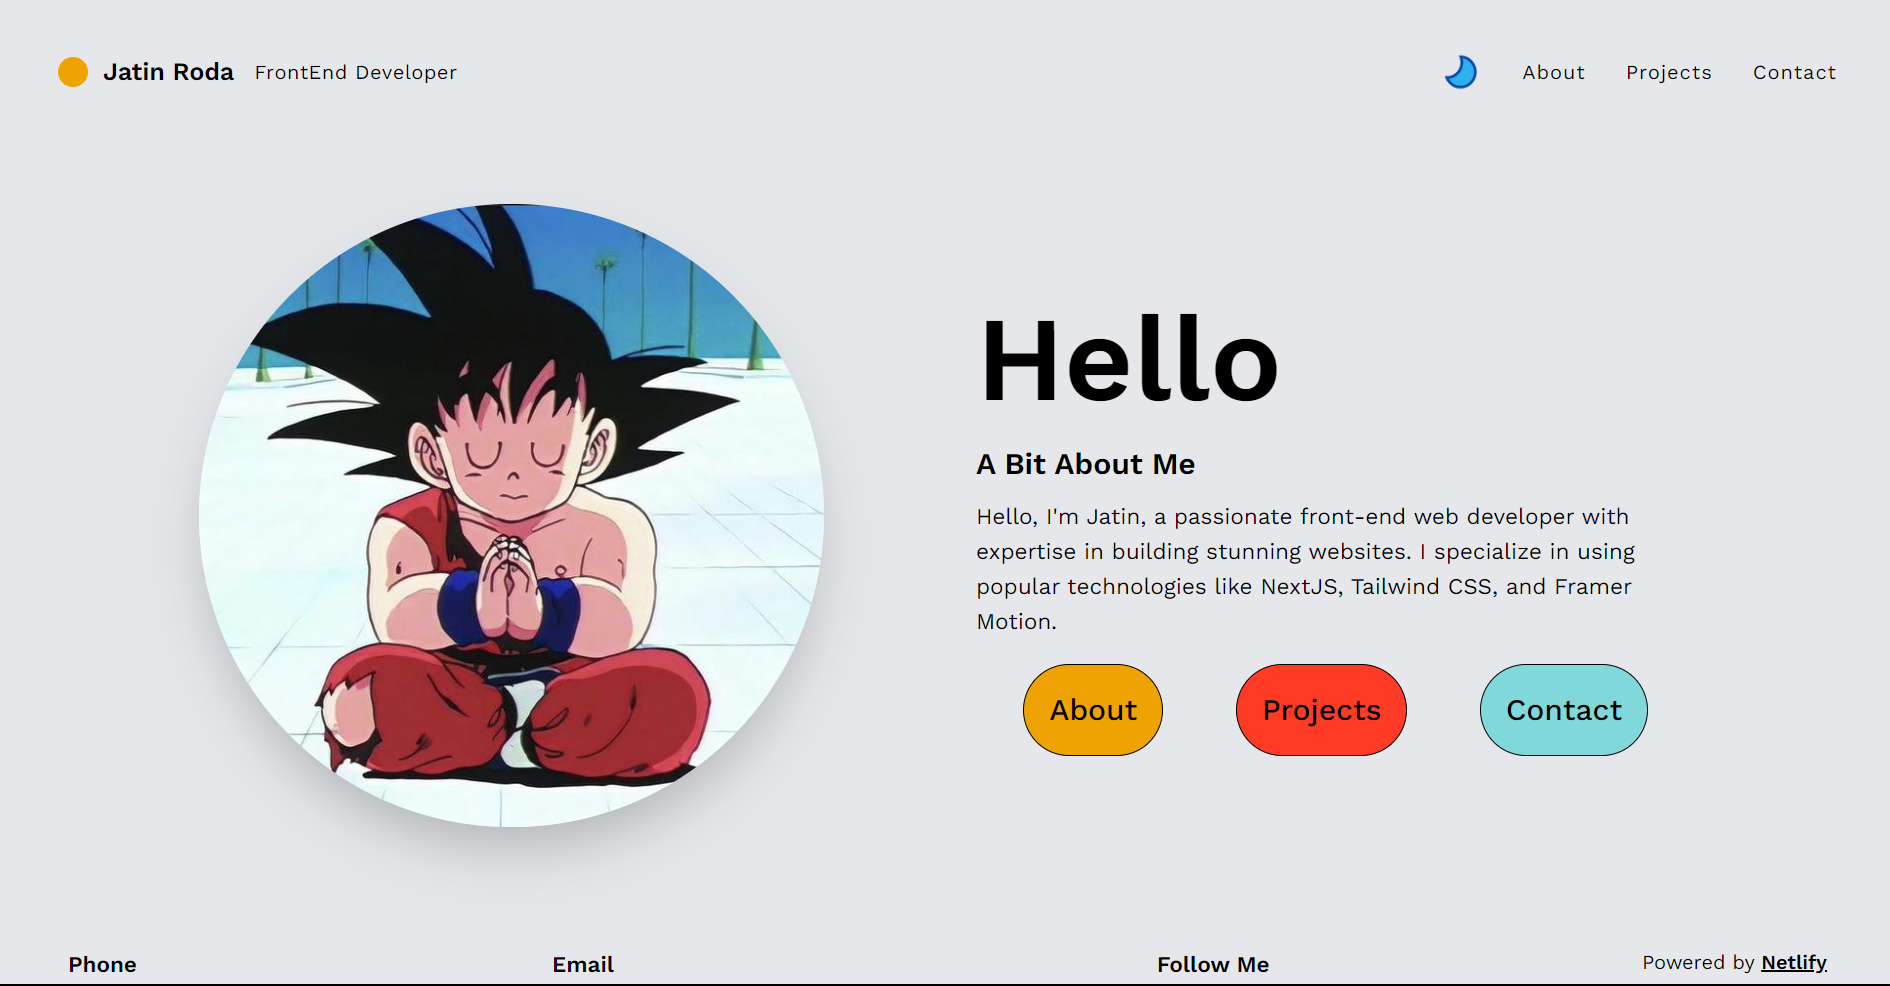 Jatin Roda FrontEnd Developer About Projects Contact
Hello
A Bit About Me
Hello, I'm Jatin, a passionate front-end web developer with
expertise in building stunning websites. I specialize in using
popular technologies like NextJS, Tailwind CSS, and Framer
Motion.
About Projects Contact
Phone Email Follow Me Powered by Netlify